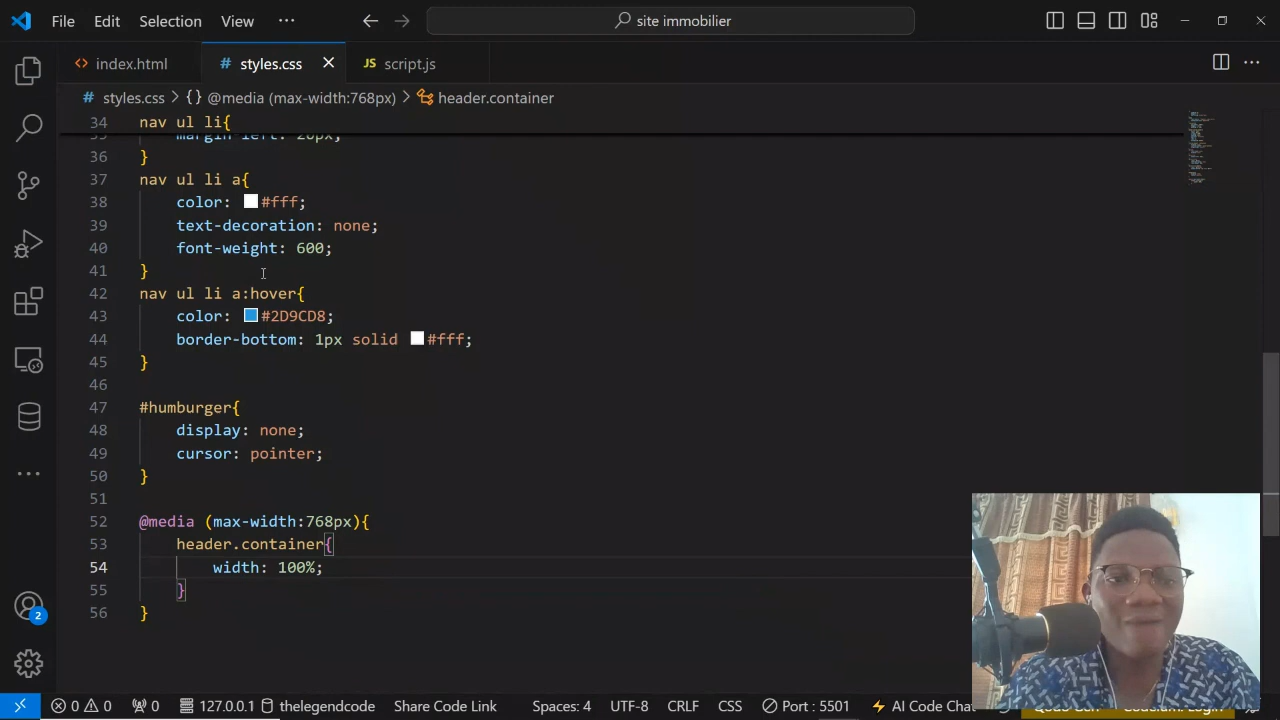 File Edit Selection View ··· site immobilier
index.html styles.css script.js
styles.css > {} @media (max-width:768px) > header.container
34 nav ul li{
36 }
37 nav ul li a{
38 color: #fff;
39 text-decoration: none;
40 font-weight: 600;
41 }
42 nav ul li a:hover{
43 color: #2D9CD8;
44 border-bottom: 1px solid #fff;
45 }
46
47 #humburger{
48 display: none;
49 cursor: pointer;
50 }
51
52 @media (max-width:768px){
53 header.container{
54 width: 100%;
55 }
56 }
2
0 0 0 127.0.0.1 thelegendcode Share Code Link Spaces: 4 UTF-8 CRLF CSS Port : 5501 AI Code Chat